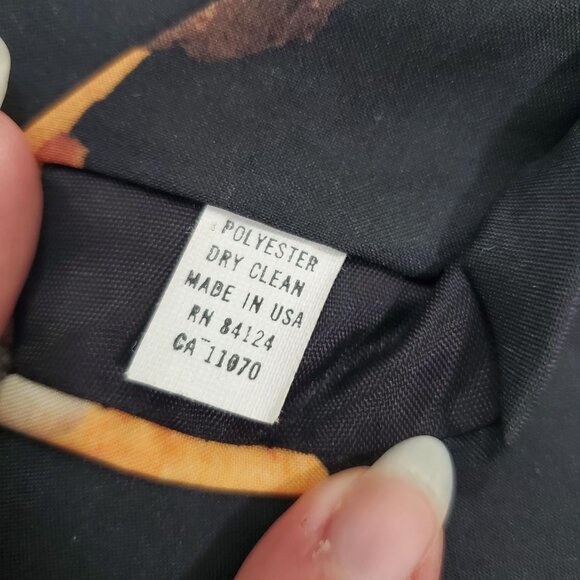 POLYESTER
DRY CLEAN
MADE IN USA
RN 84124
CA 11070